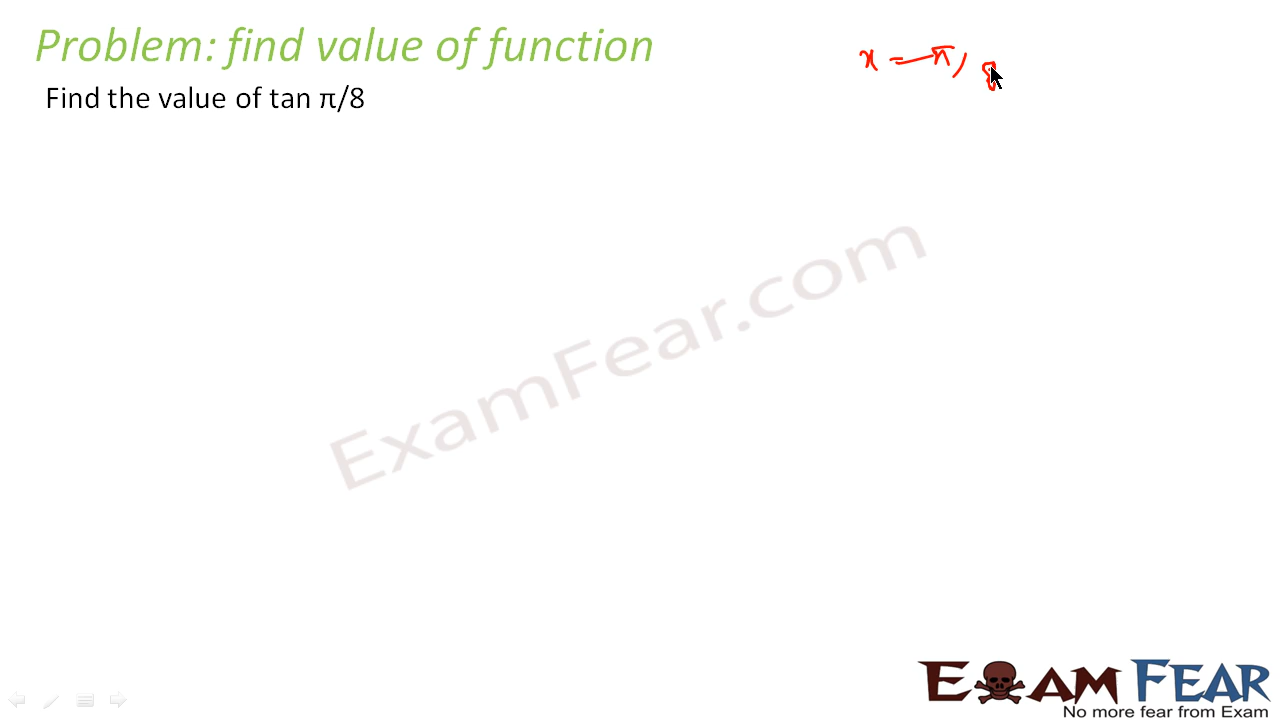 Problem: find value of function
x = π/8
Find the value of tan π/8
ExamFear.com
EXAM FEAR
No more fear from Exam